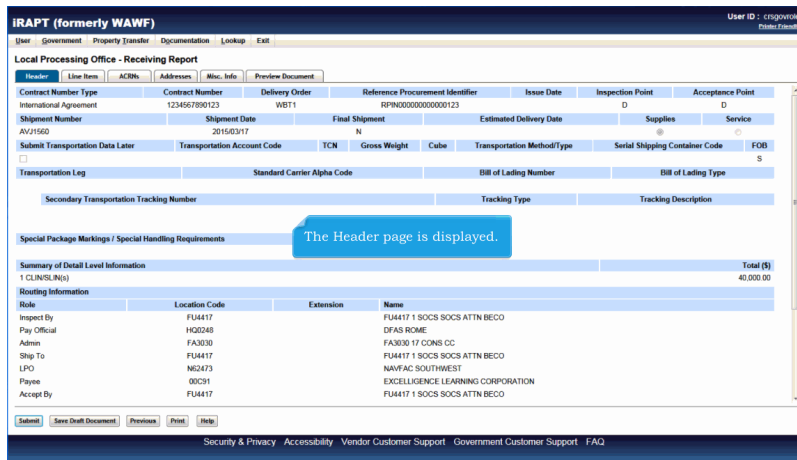 iRAPT (formerly WAWF)
User ID : crsgovrole
Printer Friendl
User Government Property Transfer Documentation Lookup Exit
Local Processing Office - Receiving Report
Header Line Item ACRNs Addresses Misc. Info Preview Document
Contract Number Type Contract Number Delivery Order Reference Procurement Identifier Issue Date Inspection Point Acceptance Point
International Agreement 1234567890123 WBT1 RPIN000000000000123 D D
Shipment Number Shipment Date Final Shipment Estimated Delivery Date Supplies Service
AVJ1560 2015/03/17 N
Submit Transportation Data Later Transportation Account Code TCN Gross Weight Cube Transportation Method/Type Serial Shipping Container Code FOB
S
Transportation Leg Standard Carrier Alpha Code Bill of Lading Number Bill of Lading Type
Secondary Transportation Tracking Number Tracking Type Tracking Description
Special Package Markings / Special Handling Requirements
The Header page is displayed.
Summary of Detail Level Information Total ($)
1 CLIN/SLIN(s) 40,000.00
Routing Information
Role Location Code Extension Name
Inspect By FU4417 FU4417 1 SOCS SOCS ATTN BECO
Pay Official HQ0248 DFAS ROME
Admin FA3030 FA3030 17 CONS CC
Ship To FU4417 FU4417 1 SOCS SOCS ATTN BECO
LPO N62473 NAVFAC SOUTHWEST
Payee 00C91 EXCELLIGENCE LEARNING CORPORATION
Accept By FU4417 FU4417 1 SOCS SOCS ATTN BECO
Submit Save Draft Document Previous Print Help
Security & Privacy Accessibility Vendor Customer Support Government Customer Support FAQ